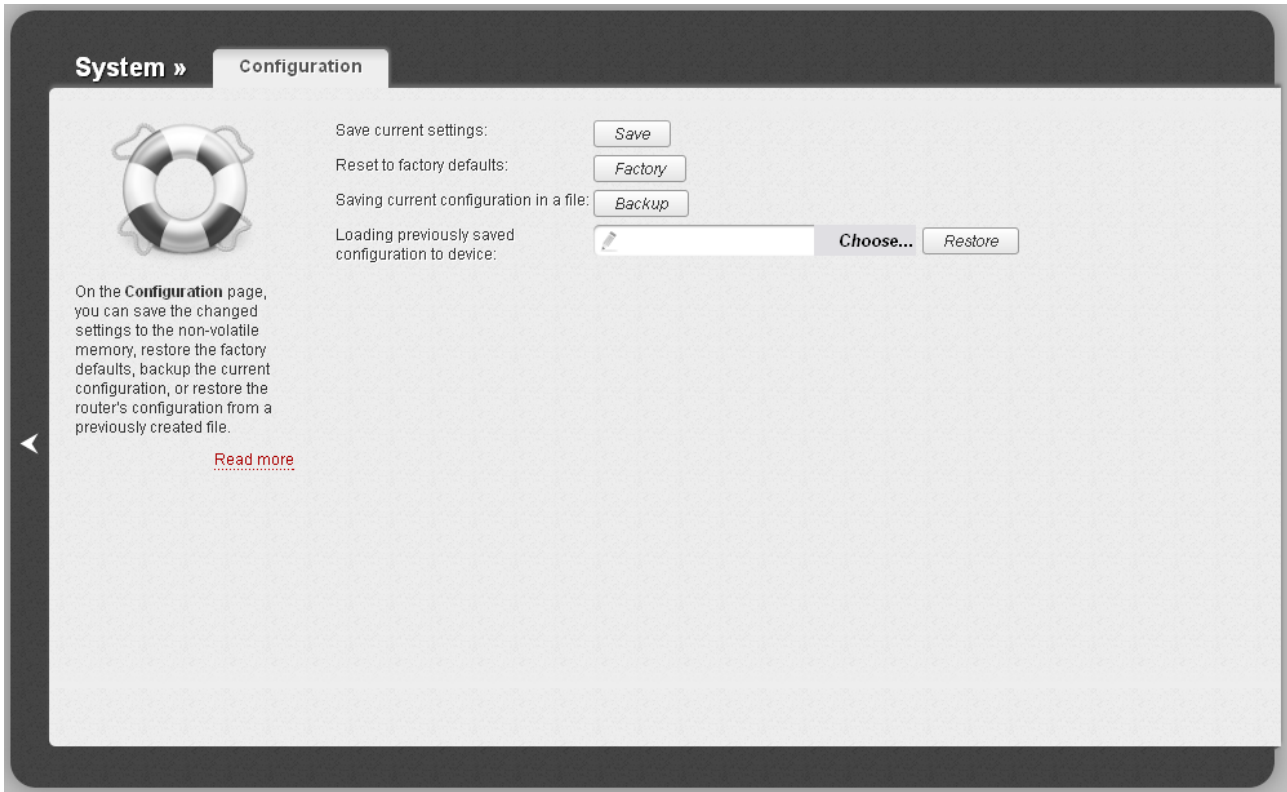 System »
Configuration
Save current settings:
Save
Reset to factory defaults:
Factory
Saving current configuration in a file:
Backup
Loading previously saved
configuration to device:
Choose...
Restore
On the Configuration page,
you can save the changed
settings to the non-volatile
memory, restore the factory
defaults, backup the current
configuration, or restore the
router's configuration from a
previously created file.
Read more